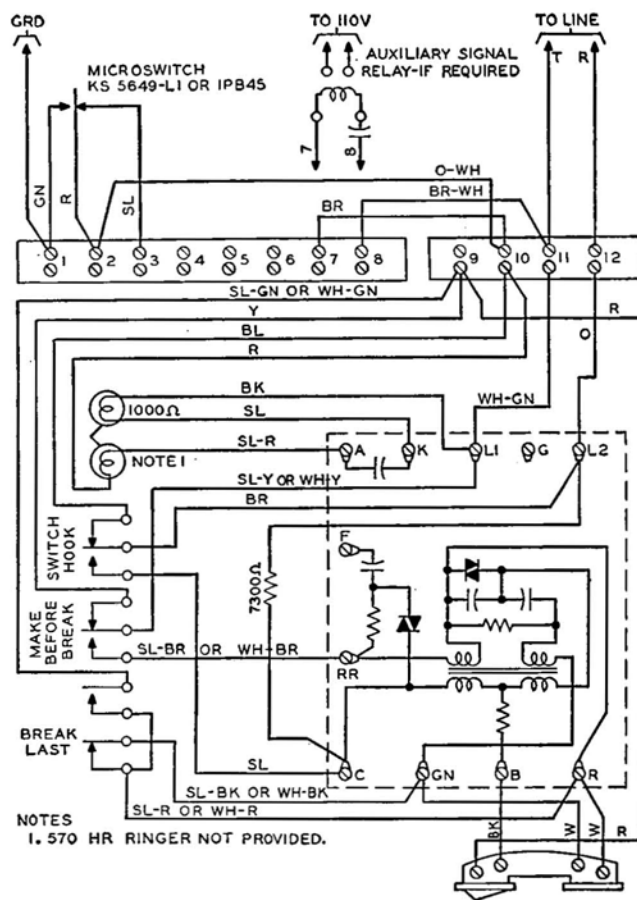 GRD
TO 110V
TO LINE
AUXILIARY SIGNAL
RELAY-IF REQUIRED
T R
MICROSWITCH
KS 5649-L1 OR 1PB45
GN R SL
7 8
O-WH
BR-WH
BR
1 2 3 4 5 6 7 8 9 10 11 12
SL-GN OR WH-GN
Y
R
BL
R
O
BK
WH-GN
1000Ω
SL
SL-R
NOTE 1
A K L1 G L2
SL-Y OR WH-Y
BR
SWITCH
HOOK
F
7300Ω
MAKE
BEFORE
BREAK
SL-BR OR WH-BR
RR
BREAK
LAST
SL
C GN B R
SL-BK OR WH-BK
SL-R OR WH-R
NOTES
1. 570 HR RINGER NOT PROVIDED.
BK W W R